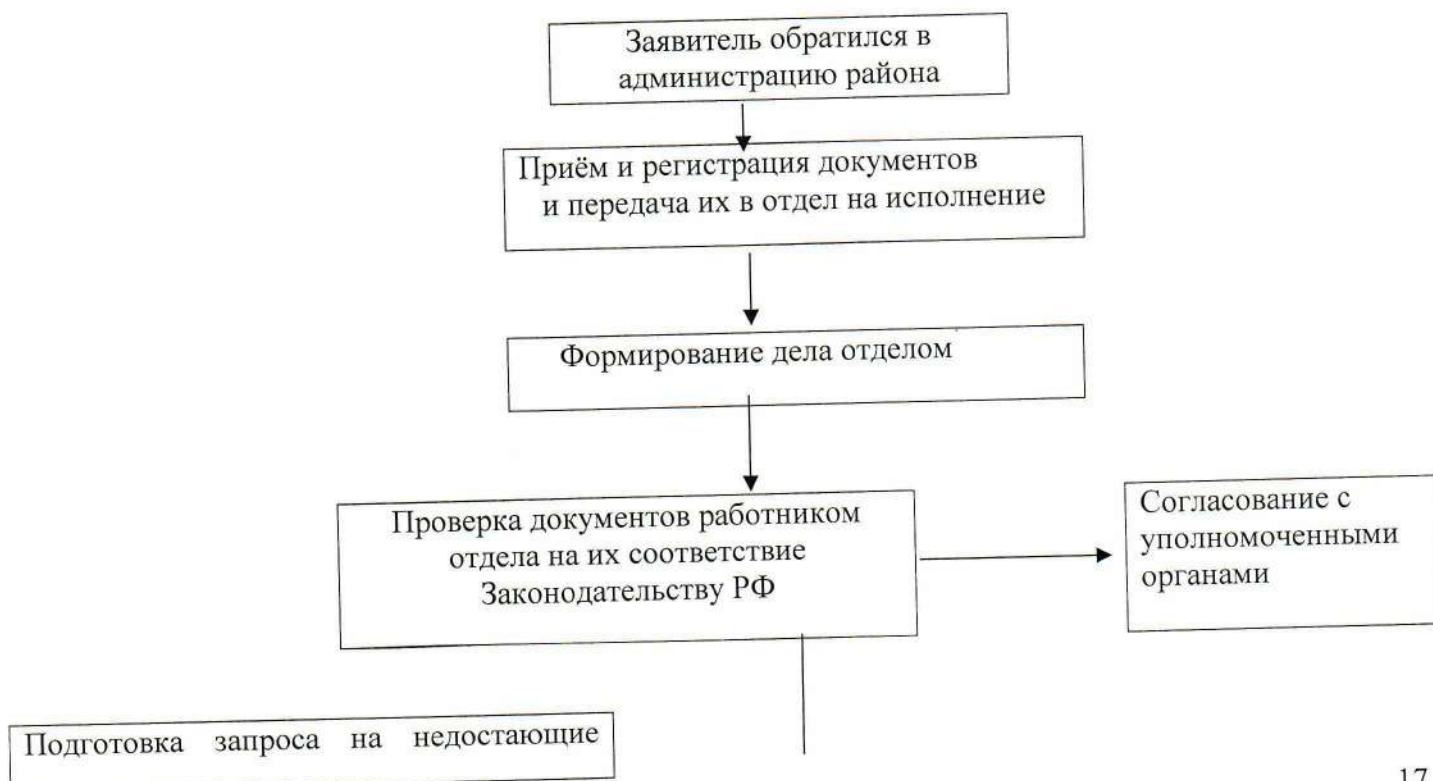 Заявитель обратился в
администрацию района
Приём и регистрация документов
и передача их в отдел на исполнение
Формирование дела отделом
Проверка документов работником
отдела на их соответствие
Законодательству РФ
Согласование с
уполномоченными
органами
Подготовка запроса на недостающие
17